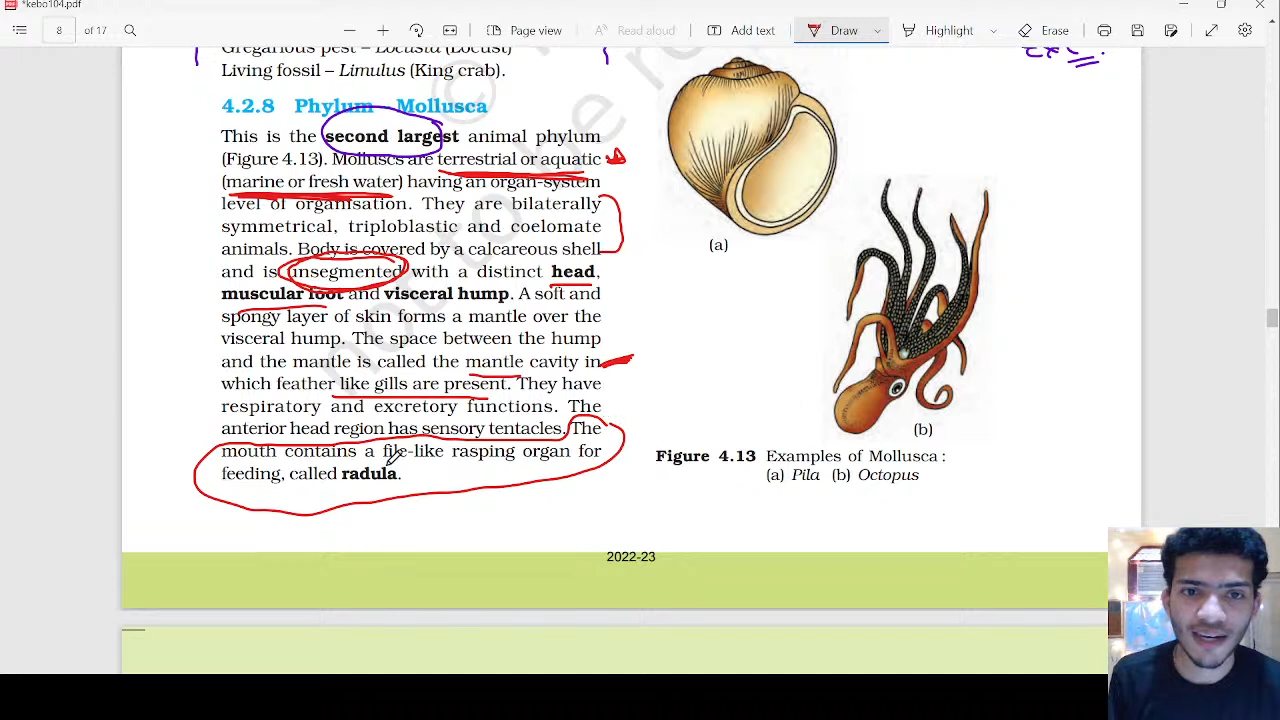 *kebo104.pdf
8 of 17
Read aloud
Add text
Draw
Highlight
Erase
Gregarious pest – Locusta (Locust)
Living fossil – Limulus (King crab).
4.2.8 Phylum Mollusca
This is the second largest animal phylum
(Figure 4.13). Molluscs are terrestrial or aquatic
(marine or fresh water) having an organ-system
level of organisation. They are bilaterally
symmetrical, triploblastic and coelomate
animals. Body is covered by a calcareous shell
and is unsegmented with a distinct head,
muscular foot and visceral hump. A soft and
spongy layer of skin forms a mantle over the
visceral hump. The space between the hump
and the mantle is called the mantle cavity in
which feather like gills are present. They have
respiratory and excretory functions. The
anterior head region has sensory tentacles. The
mouth contains a file-like rasping organ for
feeding, called radula.
(a)
(b)
Figure 4.13 Examples of Mollusca :
(a) Pila (b) Octopus
2022-23